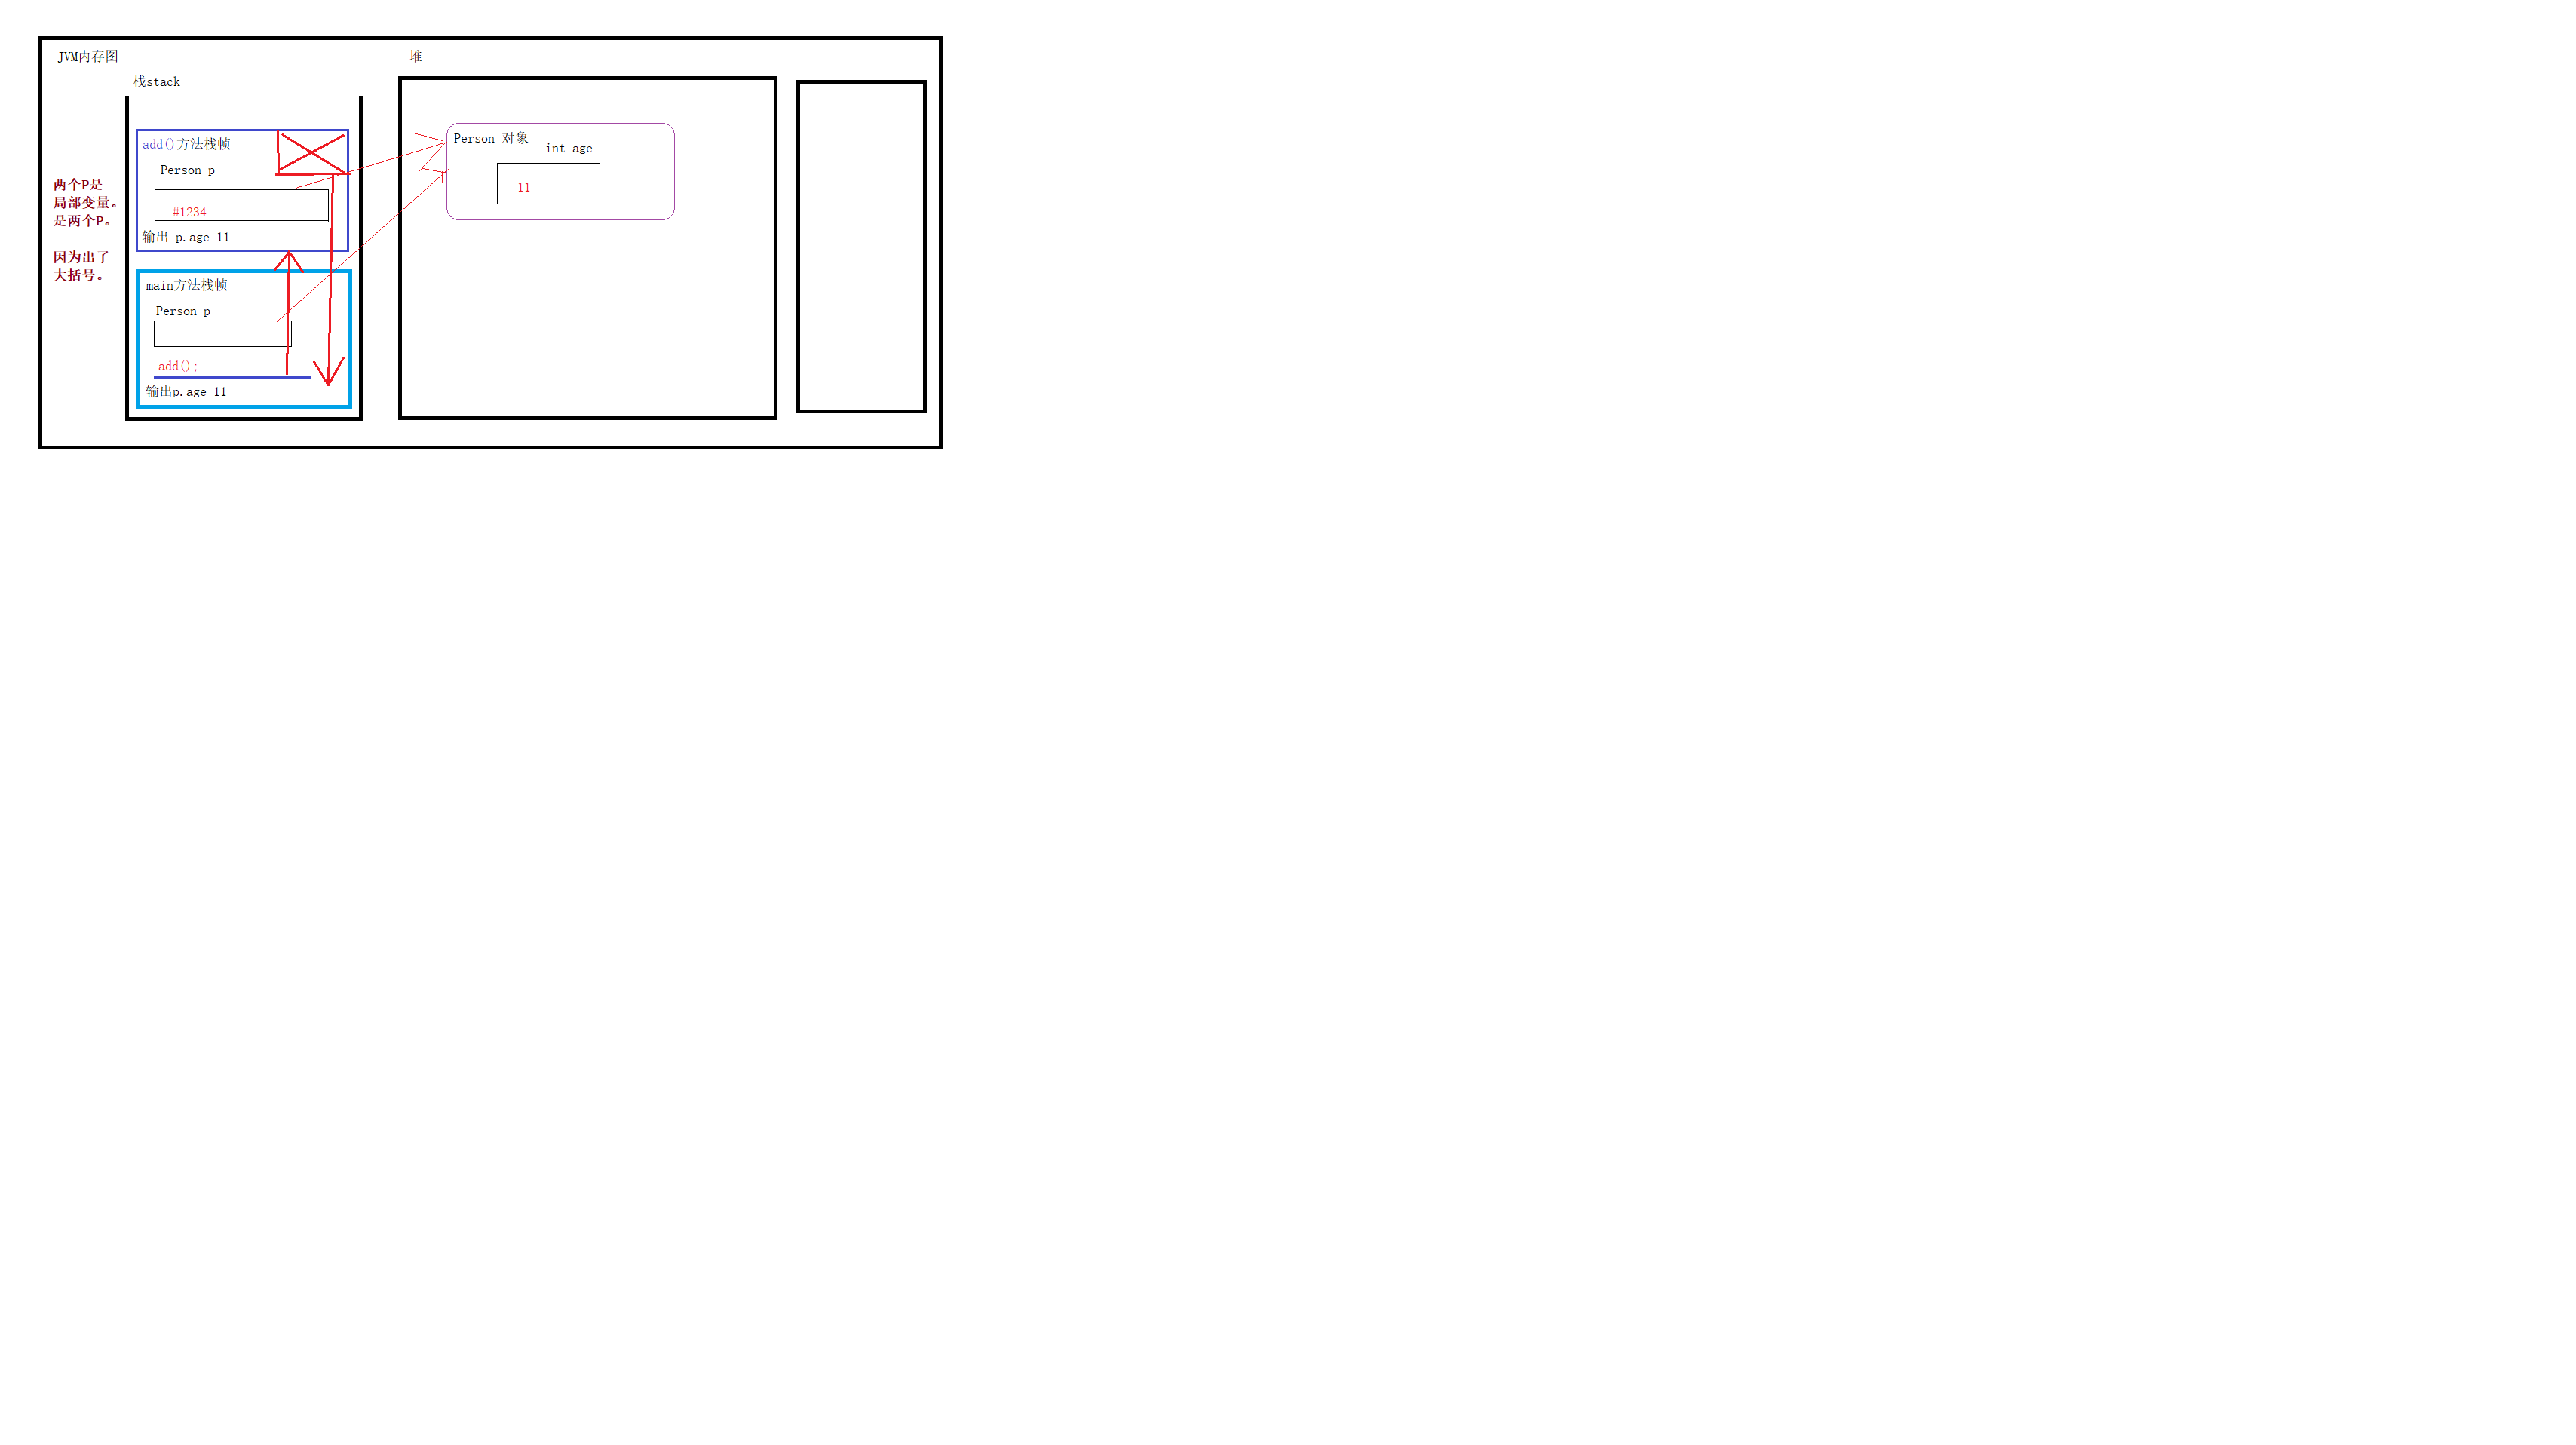 JVM内存图
堆
栈stack
add()方法栈帧
Person p
#1234
输出 p.age 11
两个P是
局部变量。
是两个P。
因为出了
大括号。
main方法栈帧
Person p
add();
输出p.age 11
Person 对象
int age
11